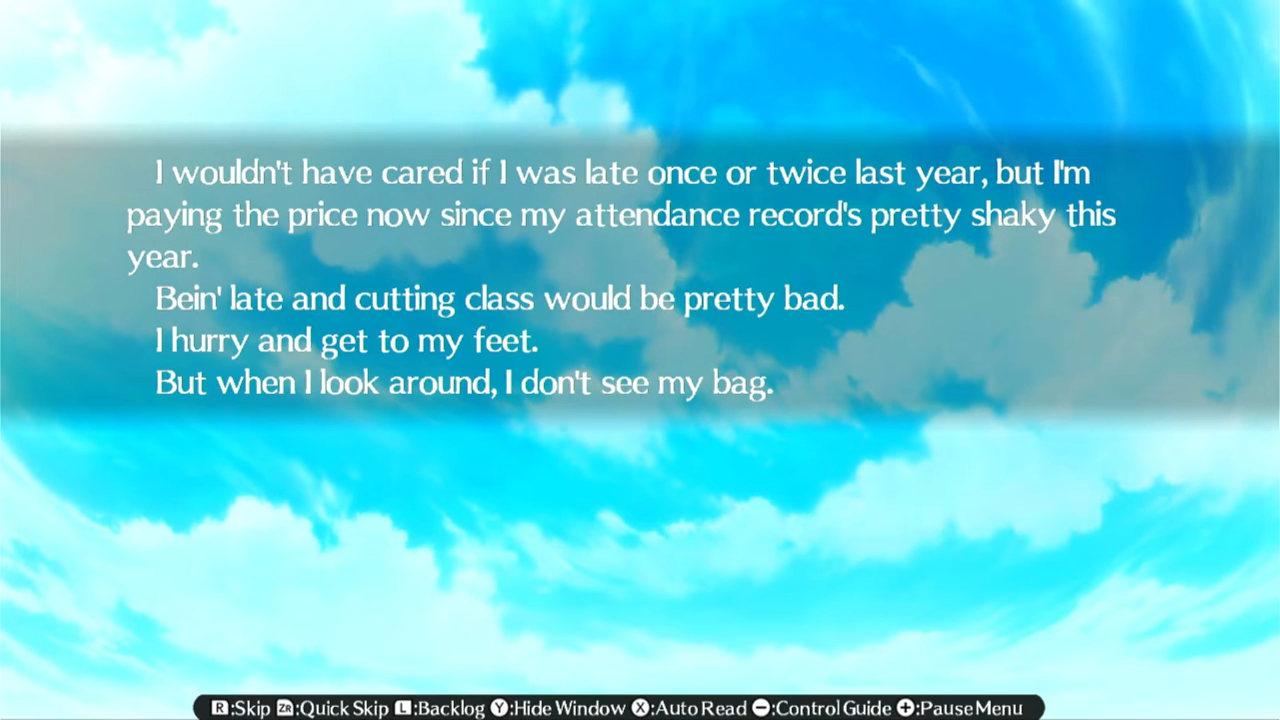 I wouldn't have cared if I was late once or twice last year, but I'm
paying the price now since my attendance record's pretty shaky this
year.
Bein' late and cutting class would be pretty bad.
I hurry and get to my feet.
But when I look around, I don't see my bag.
R:Skip ZR:Quick Skip L:Backlog Y:Hide Window X:Auto Read -:Control Guide +:Pause Menu